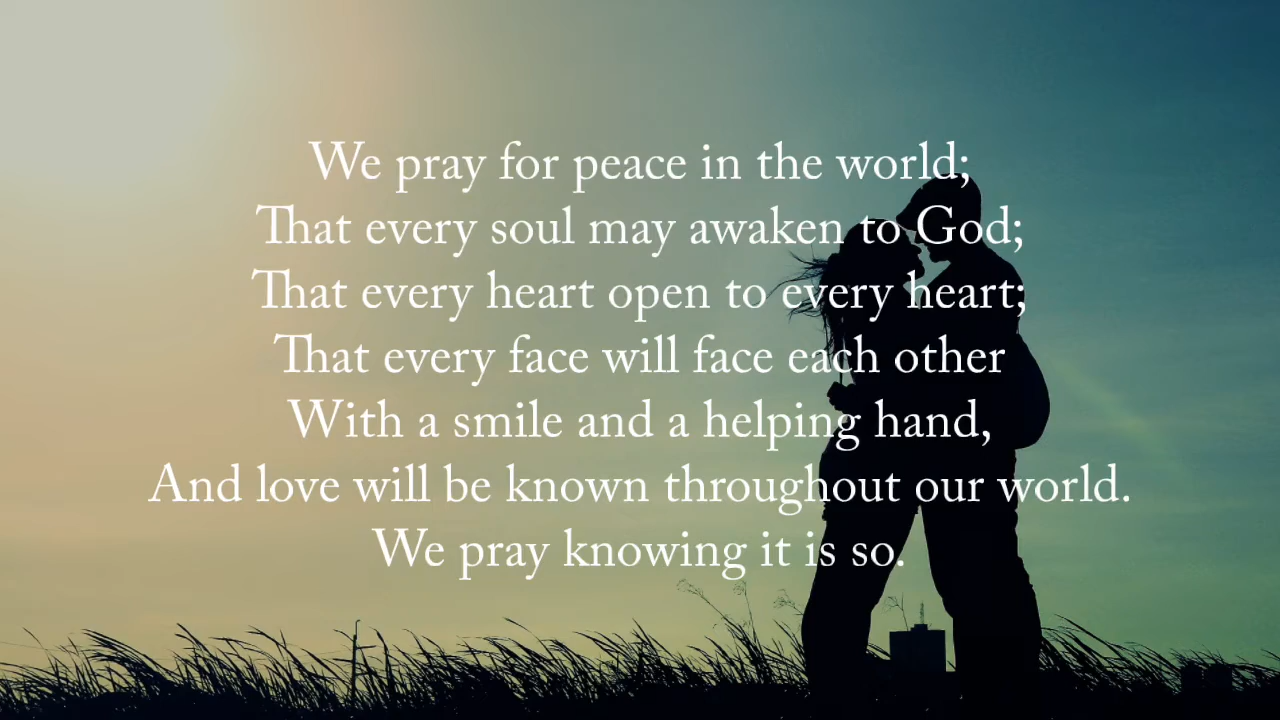 We pray for peace in the world;
That every soul may awaken to God;
That every heart open to every heart;
That every face will face each other
With a smile and a helping hand,
And love will be known throughout our world.
We pray knowing it is so.